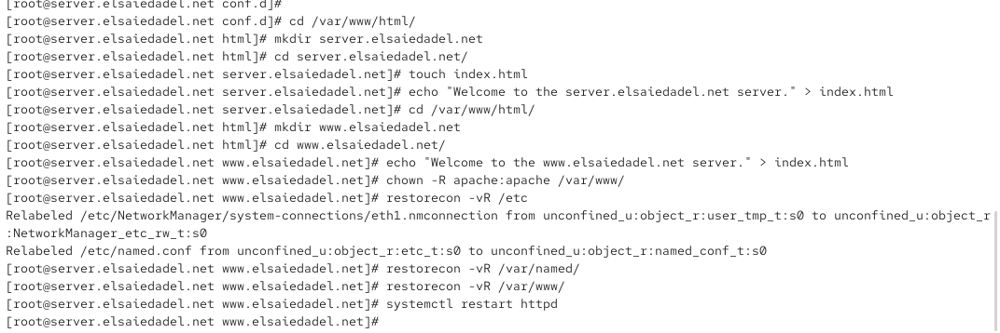 [root@server.elsaiedadel.net conf.d]#
[root@server.elsaiedadel.net conf.d]# cd /var/www/html/
[root@server.elsaiedadel.net html]# mkdir server.elsaiedadel.net
[root@server.elsaiedadel.net html]# cd server.elsaiedadel.net/
[root@server.elsaiedadel.net server.elsaiedadel.net]# touch index.html
[root@server.elsaiedadel.net server.elsaiedadel.net]# echo "Welcome to the server.elsaiedadel.net server." > index.html
[root@server.elsaiedadel.net server.elsaiedadel.net]# cd /var/www/html/
[root@server.elsaiedadel.net html]# mkdir www.elsaiedadel.net
[root@server.elsaiedadel.net html]# cd www.elsaiedadel.net/
[root@server.elsaiedadel.net www.elsaiedadel.net]# echo "Welcome to the www.elsaiedadel.net server." > index.html
[root@server.elsaiedadel.net www.elsaiedadel.net]# chown -R apache:apache /var/www/
[root@server.elsaiedadel.net www.elsaiedadel.net]# restorecon -vR /etc
Relabeled /etc/NetworkManager/system-connections/eth1.nmconnection from unconfined_u:object_r:user_tmp_t:s0 to unconfined_u:object_r
:NetworkManager_etc_rw_t:s0
Relabeled /etc/named.conf from unconfined_u:object_r:etc_t:s0 to unconfined_u:object_r:named_conf_t:s0
[root@server.elsaiedadel.net www.elsaiedadel.net]# restorecon -vR /var/named/
[root@server.elsaiedadel.net www.elsaiedadel.net]# restorecon -vR /var/www/
[root@server.elsaiedadel.net www.elsaiedadel.net]# systemctl restart httpd
[root@server.elsaiedadel.net www.elsaiedadel.net]#